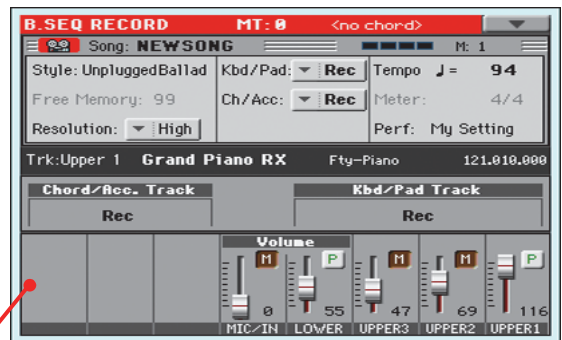 B.SEQ RECORD MT: 0 <no chord>
REC Song: NEWSONG M: 1
Style: UnpluggedBallad Kbd/Pad: Rec Tempo ♩ = 94
Free Memory: 99 Ch/Acc: Rec Meter: 4/4
Resolution: High Perf: My Setting
Trk:Upper 1 Grand Piano RX Fty-Piano 121.010.000
Chord/Acc. Track Kbd/Pad Track
Rec Rec
Volume
M P M M P
0 55 47 69 116
MIC/IN LOWER UPPER3 UPPER2 UPPER1